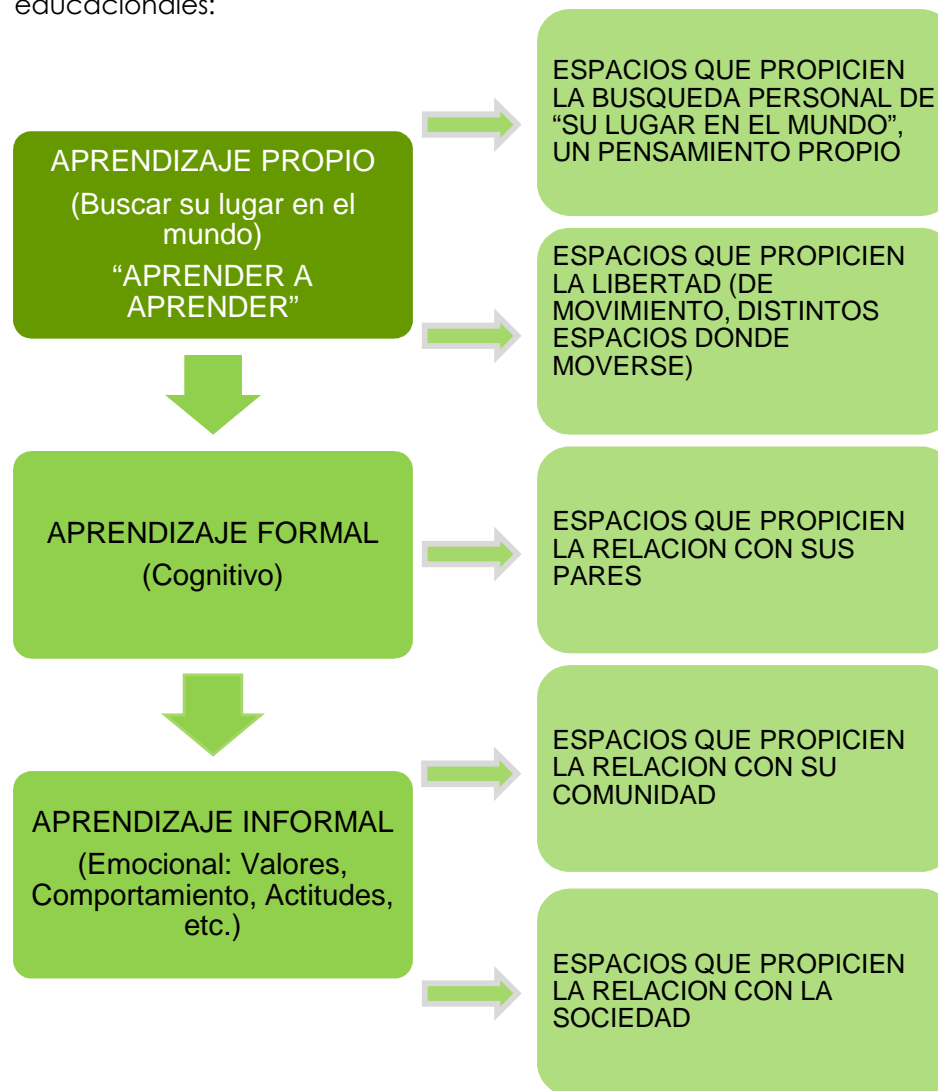 educacionales:
APRENDIZAJE PROPIO
(Buscar su lugar en el
mundo)
“APRENDER A
APRENDER”
ESPACIOS QUE PROPICIEN
LA BUSQUEDA PERSONAL DE
“SU LUGAR EN EL MUNDO”,
UN PENSAMIENTO PROPIO
ESPACIOS QUE PROPICIEN
LA LIBERTAD (DE
MOVIMIENTO, DISTINTOS
ESPACIOS DONDE
MOVERSE)
APRENDIZAJE FORMAL
(Cognitivo)
ESPACIOS QUE PROPICIEN
LA RELACION CON SUS
PARES
APRENDIZAJE INFORMAL
(Emocional: Valores,
Comportamiento, Actitudes,
etc.)
ESPACIOS QUE PROPICIEN
LA RELACION CON SU
COMUNIDAD
ESPACIOS QUE PROPICIEN
LA RELACION CON LA
SOCIEDAD